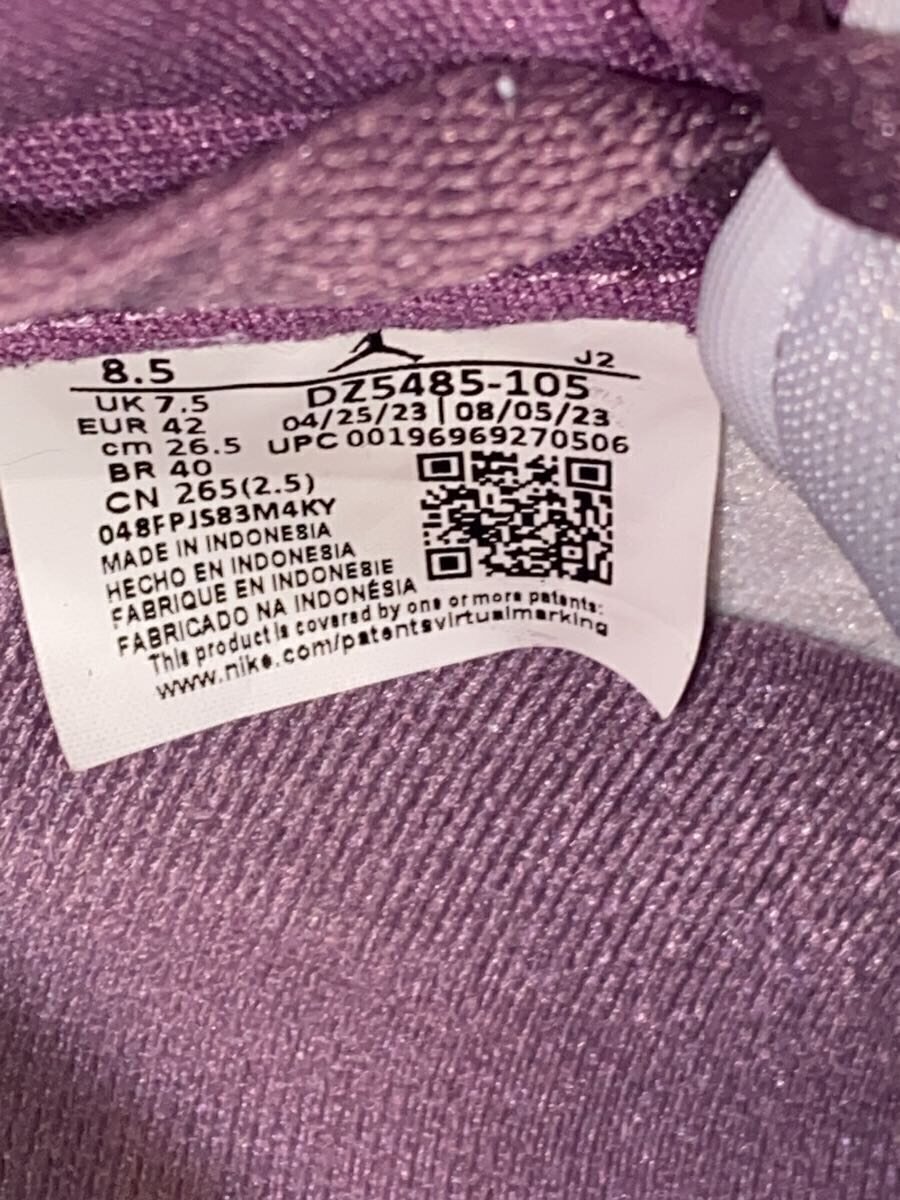 8.5
J2
DZ5485-105
UK 7.5
04/25/23 | 08/05/23
EUR 42
UPC 00196969270506
cm 26.5
BR 40
CN 265(2.5)
048FPJS83M4KY
MADE IN INDONESIA
HECHO EN INDONESIA
FABRIQUE EN INDONESIE
FABRICADO NA INDONÉSIA
This product is covered by one or more patents:
www.nike.com/patentsvirtualmarking